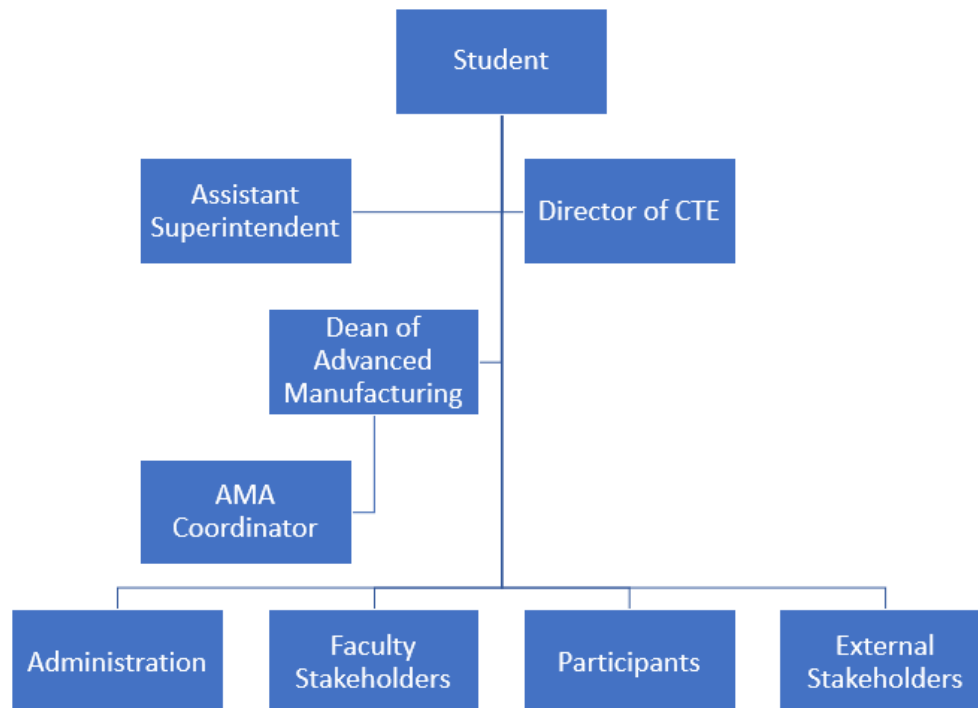 Student
Assistant
Superintendent
Director of CTE
Dean of
Advanced
Manufacturing
AMA
Coordinator
Administration
Faculty
Stakeholders
Participants
External
Stakeholders